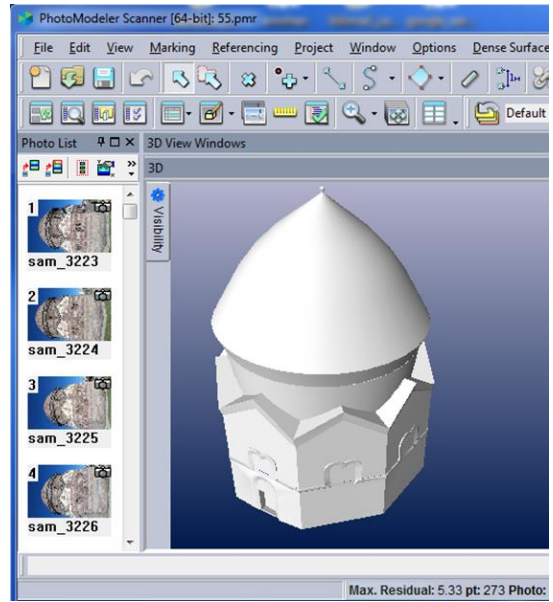 PhotoModeler Scanner [64-bit]: 55.pmr
File Edit View Marking Referencing Project Window Options Dense Surface
Default
Photo List 3D View Windows
3D
Visibility
1
sam_3223
2
sam_3224
3
sam_3225
4
sam_3226
Max. Residual: 5.33 pt: 273 Photo: